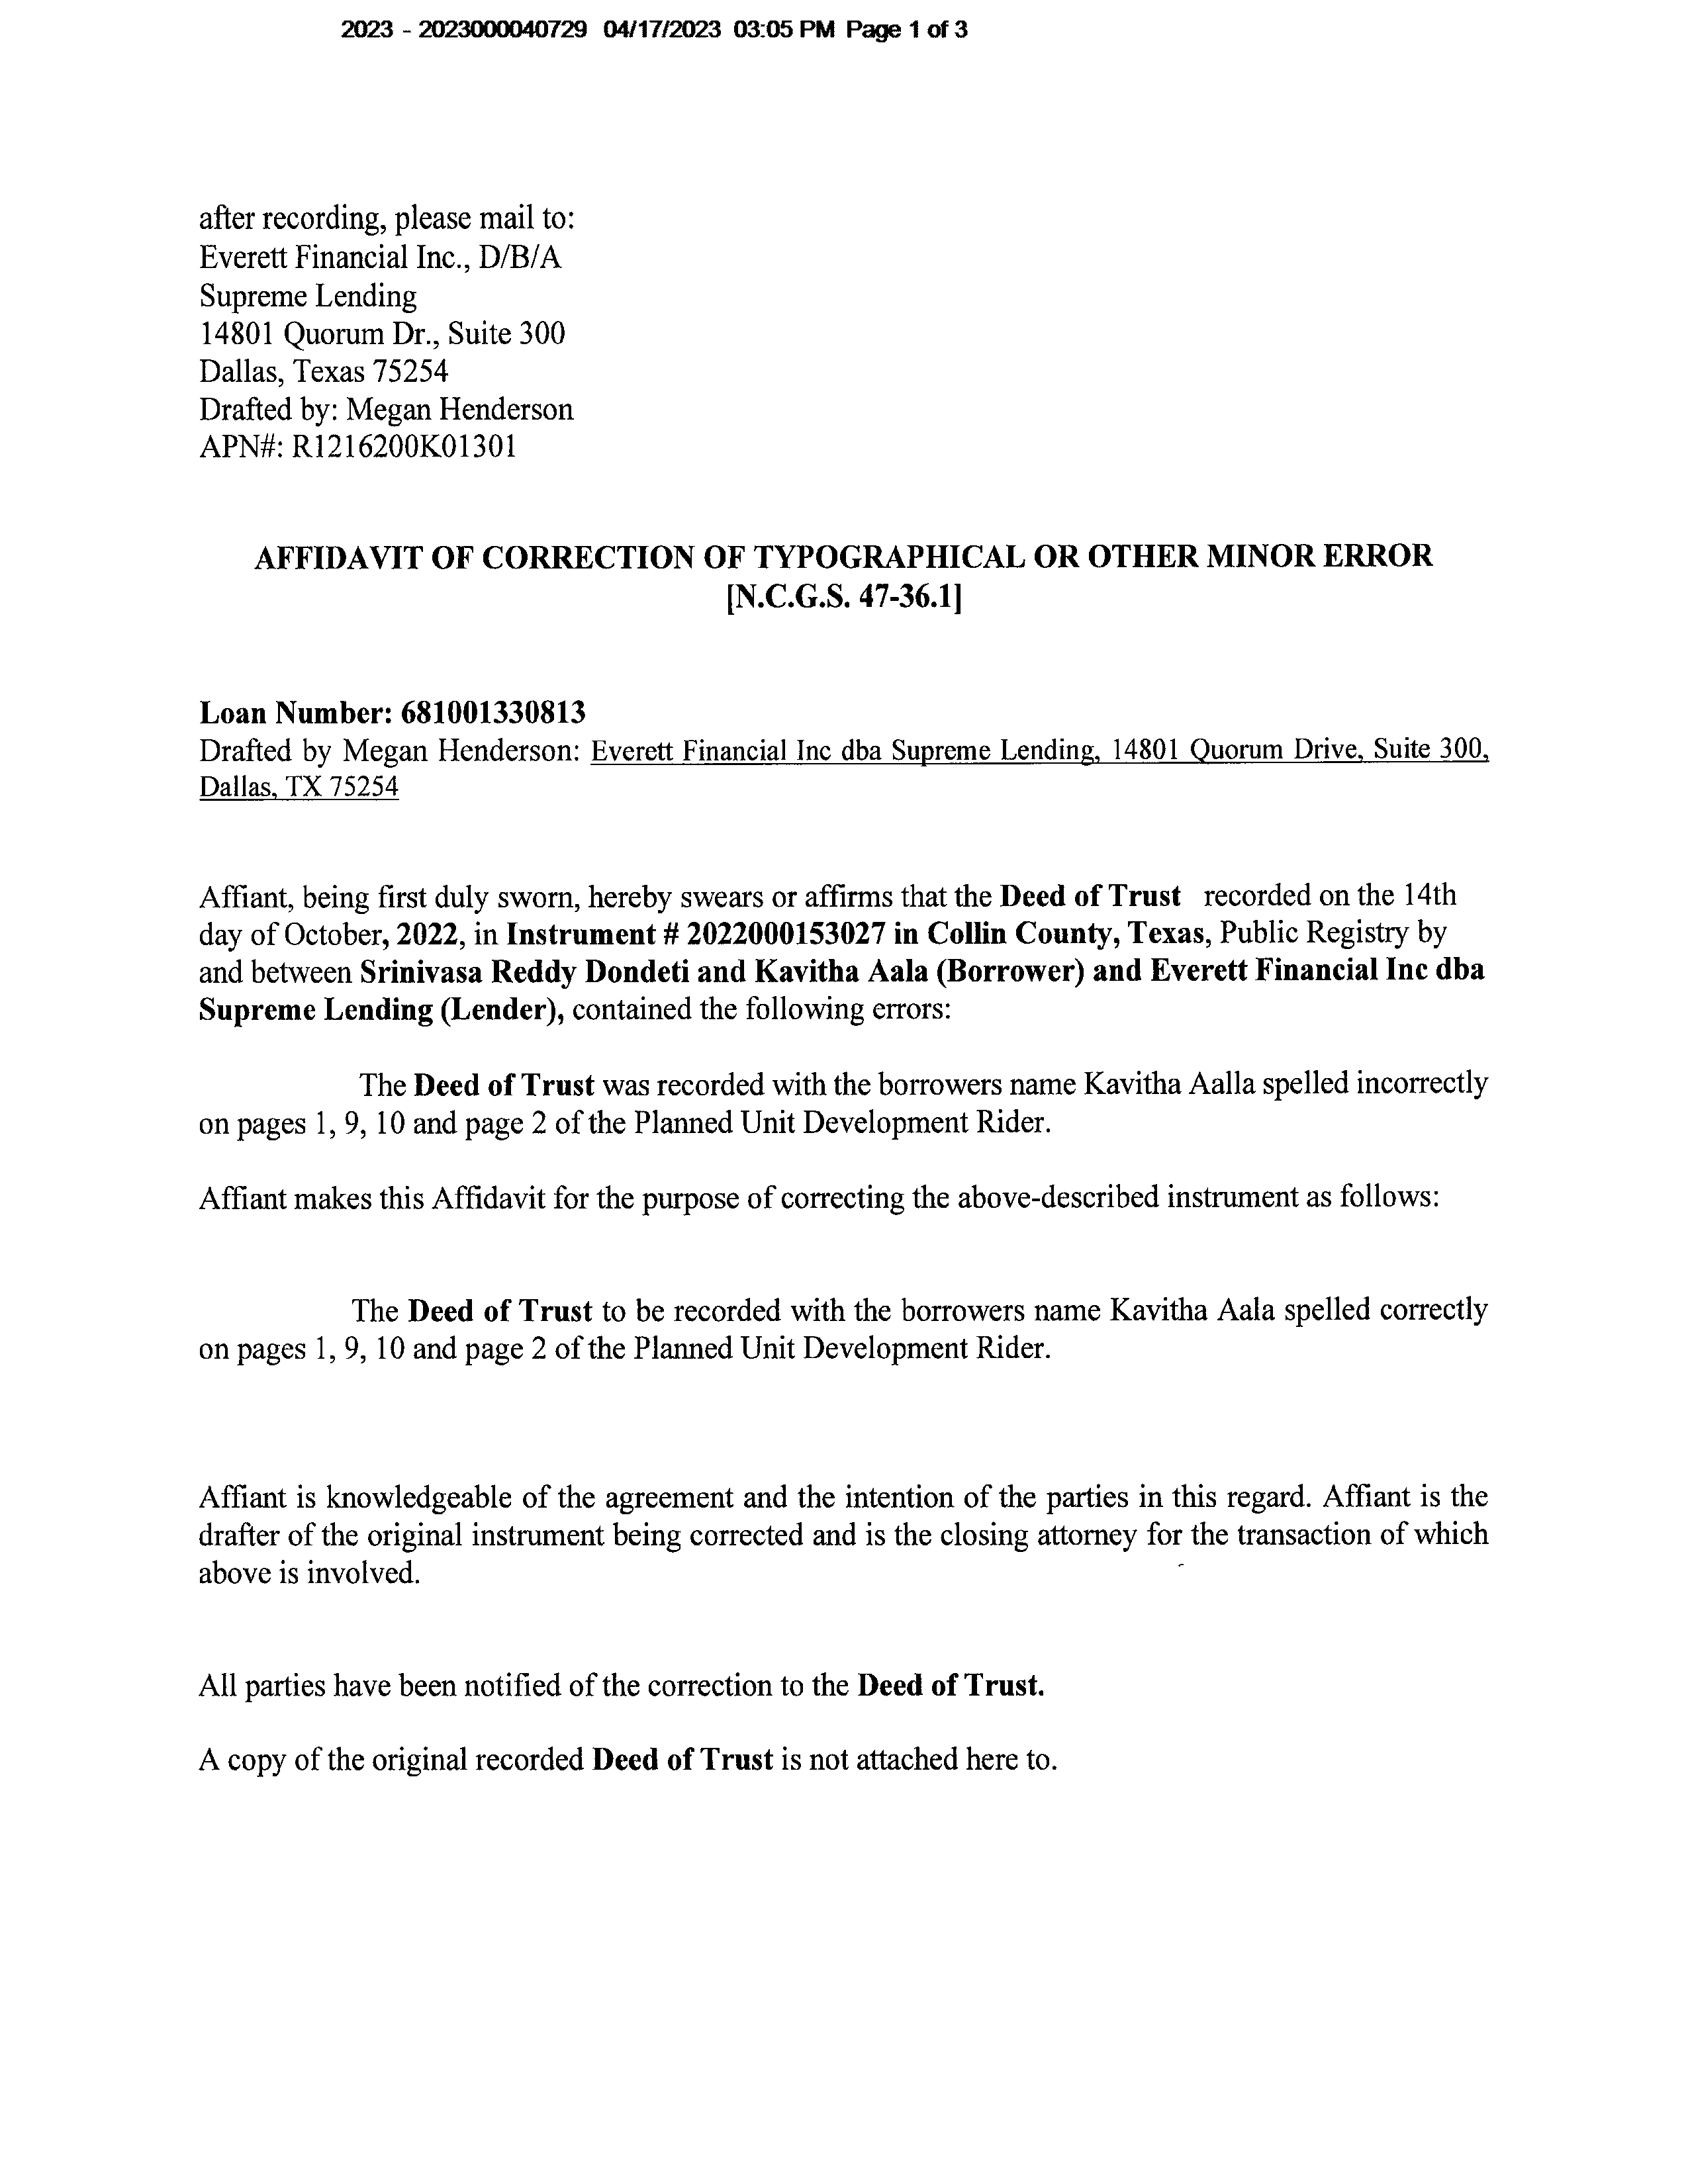 2023 - 2023000040729 04/17/2023 03:05 PM Page 1 of 3
after recording, please mail to:
Everett Financial Inc., D/B/A
Supreme Lending
14801 Quorum Dr., Suite 300
Dallas, Texas 75254
Drafted by: Megan Henderson
APN#: R1216200K01301
AFFIDAVIT OF CORRECTION OF TYPOGRAPHICAL OR OTHER MINOR ERROR
[N.C.G.S. 47-36.1]
Loan Number: 681001330813
Drafted by Megan Henderson: Everett Financial Inc dba Supreme Lending, 14801 Quorum Drive, Suite 300,
Dallas, TX 75254
Affiant, being first duly sworn, hereby swears or affirms that the Deed of Trust recorded on the 14th
day of October, 2022, in Instrument # 2022000153027 in Collin County, Texas, Public Registry by
and between Srinivasa Reddy Dondeti and Kavitha Aala (Borrower) and Everett Financial Inc dba
Supreme Lending (Lender), contained the following errors:
The Deed of Trust was recorded with the borrowers name Kavitha Aalla spelled incorrectly
on pages 1, 9, 10 and page 2 of the Planned Unit Development Rider.
Affiant makes this Affidavit for the purpose of correcting the above-described instrument as follows:
The Deed of Trust to be recorded with the borrowers name Kavitha Aala spelled correctly
on pages 1, 9, 10 and page 2 of the Planned Unit Development Rider.
Affiant is knowledgeable of the agreement and the intention of the parties in this regard. Affiant is the
drafter of the original instrument being corrected and is the closing attorney for the transaction of which
above is involved.
All parties have been notified of the correction to the Deed of Trust.
A copy of the original recorded Deed of Trust is not attached here to.